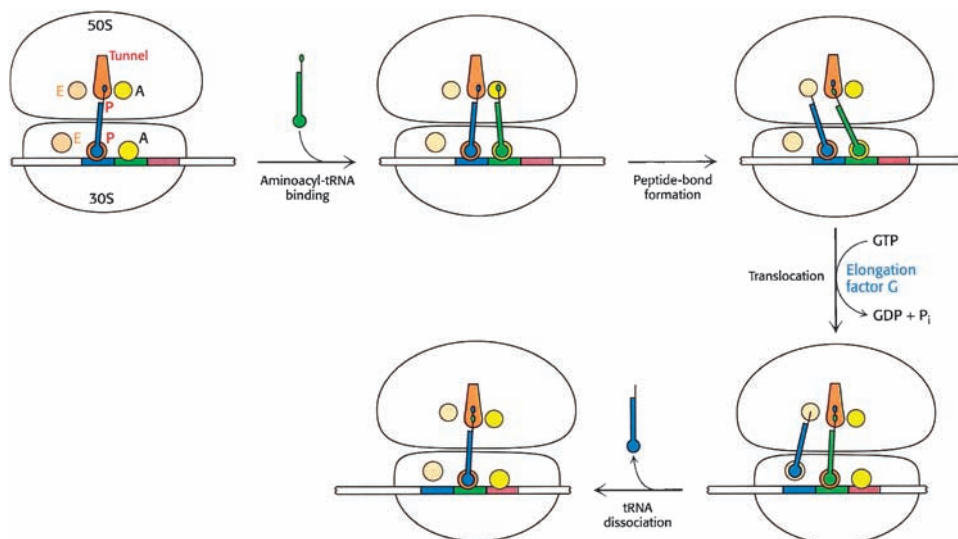 50S
Tunnel
E
A
P
E
P
A
30S
Aminoacyl-tRNA
binding
Peptide-bond
formation
Translocation
GTP
Elongation
factor G
GDP + Pi
tRNA
dissociation